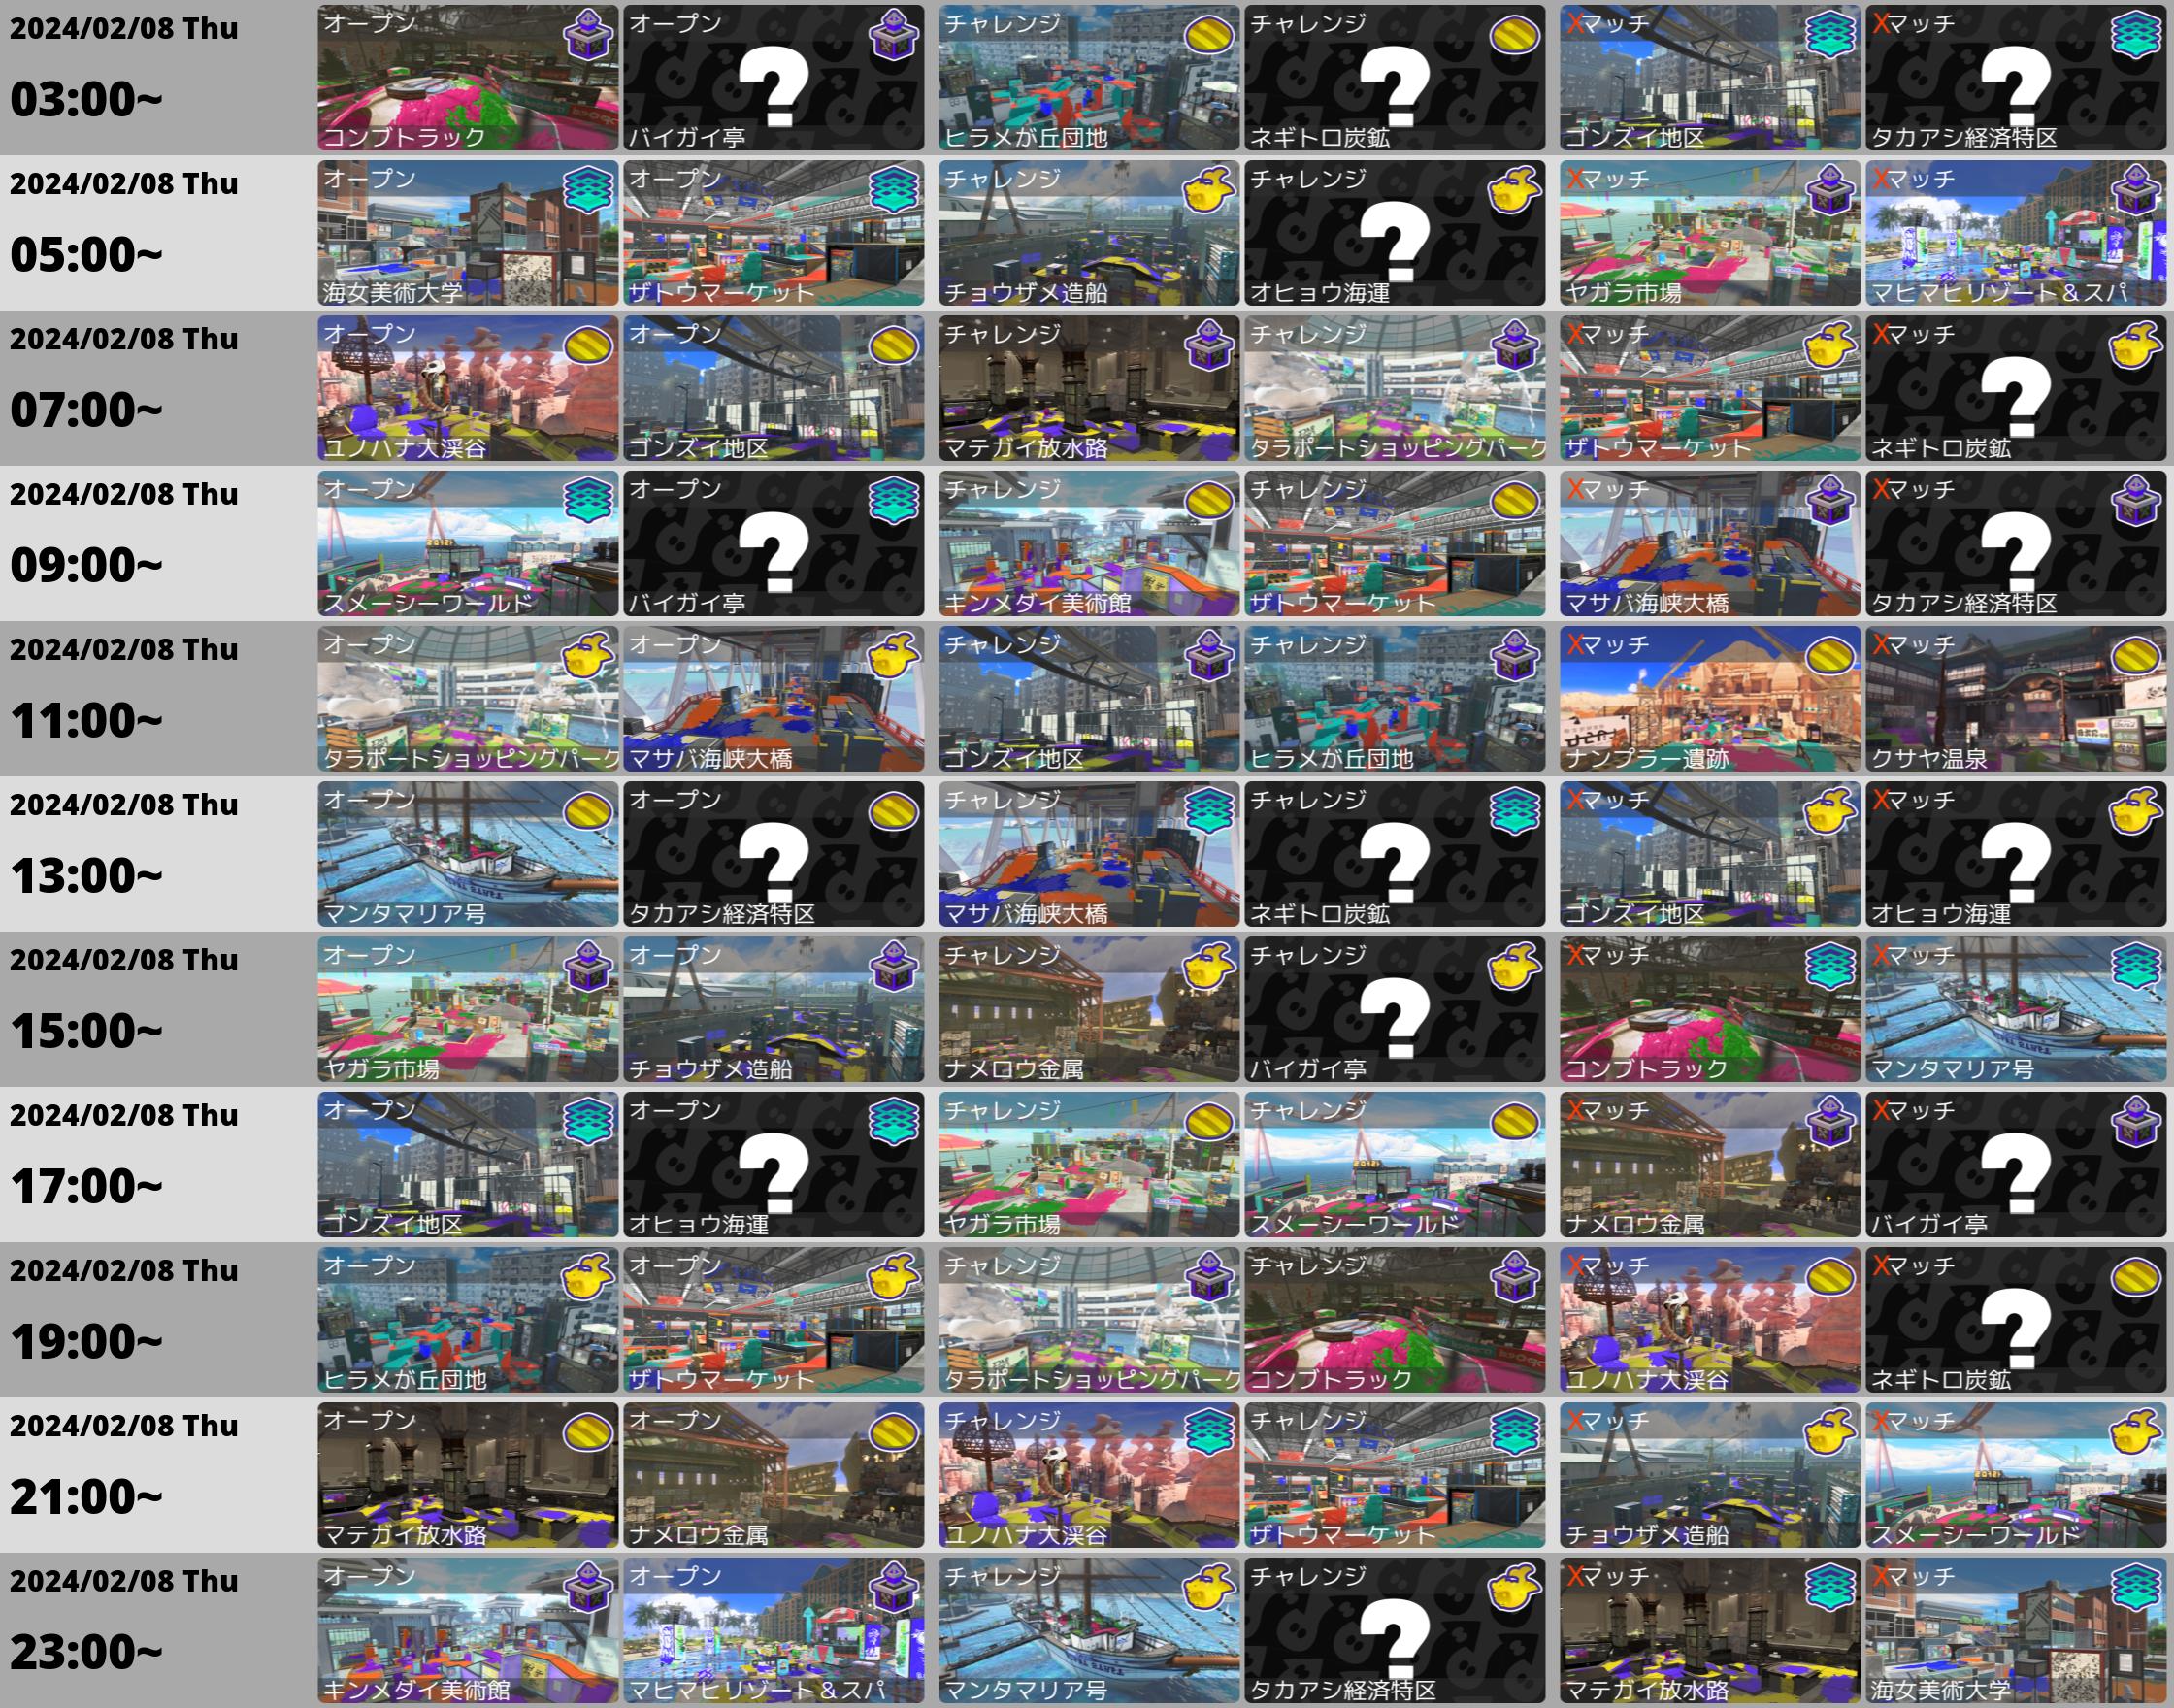 2024/02/08 Thu
03:00~
オープン
コンブトラック
オープン
バイガイ亭
チャレンジ
ヒラメが丘団地
チャレンジ
ネギトロ炭鉱
Xマッチ
ゴンズイ地区
Xマッチ
タカアシ経済特区
2024/02/08 Thu
05:00~
オープン
海女美術大学
オープン
ザトウマーケット
チャレンジ
チョウザメ造船
チャレンジ
オヒョウ海運
Xマッチ
ヤガラ市場
Xマッチ
マヒマヒリゾート＆スパ
2024/02/08 Thu
07:00~
オープン
ユノハナ大渓谷
オープン
ゴンズイ地区
チャレンジ
マテガイ放水路
チャレンジ
タラポートショッピングパーク
Xマッチ
ザトウマーケット
Xマッチ
ネギトロ炭鉱
2024/02/08 Thu
09:00~
オープン
スメーシーワールド
オープン
バイガイ亭
チャレンジ
キンメダイ美術館
チャレンジ
ザトウマーケット
Xマッチ
マサバ海峡大橋
Xマッチ
タカアシ経済特区
2024/02/08 Thu
11:00~
オープン
タラポートショッピングパーク
オープン
マサバ海峡大橋
チャレンジ
ゴンズイ地区
チャレンジ
ヒラメが丘団地
Xマッチ
ナンプラー遺跡
Xマッチ
クサヤ温泉
2024/02/08 Thu
13:00~
オープン
マンタマリア号
オープン
タカアシ経済特区
チャレンジ
マサバ海峡大橋
チャレンジ
ネギトロ炭鉱
Xマッチ
ゴンズイ地区
Xマッチ
オヒョウ海運
2024/02/08 Thu
15:00~
オープン
ヤガラ市場
オープン
チョウザメ造船
チャレンジ
ナメロウ金属
チャレンジ
バイガイ亭
Xマッチ
コンブトラック
Xマッチ
マンタマリア号
2024/02/08 Thu
17:00~
オープン
ゴンズイ地区
オープン
オヒョウ海運
チャレンジ
ヤガラ市場
チャレンジ
スメーシーワールド
Xマッチ
ナメロウ金属
Xマッチ
バイガイ亭
2024/02/08 Thu
19:00~
オープン
ヒラメが丘団地
オープン
ザトウマーケット
チャレンジ
タラポートショッピングパーク
チャレンジ
コンブトラック
Xマッチ
ユノハナ大渓谷
Xマッチ
ネギトロ炭鉱
2024/02/08 Thu
21:00~
オープン
マテガイ放水路
オープン
ナメロウ金属
チャレンジ
ユノハナ大渓谷
チャレンジ
ザトウマーケット
Xマッチ
チョウザメ造船
Xマッチ
スメーシーワールド
2024/02/08 Thu
23:00~
オープン
キンメダイ美術館
オープン
マヒマヒリゾート＆スパ
チャレンジ
マンタマリア号
チャレンジ
タカアシ経済特区
Xマッチ
マテガイ放水路
Xマッチ
海女美術大学